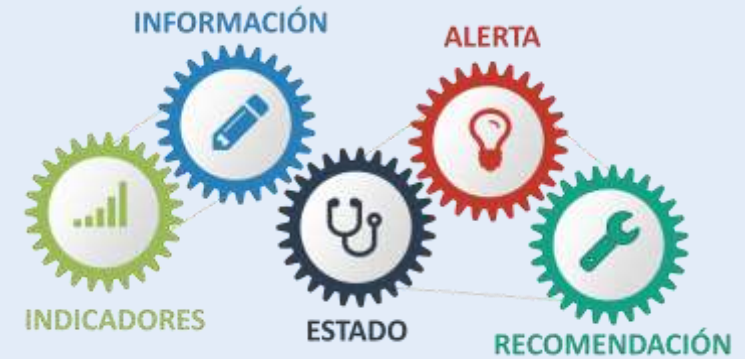 INFORMACIÓN
ALERTA
INDICADORES
ESTADO
RECOMENDACIÓN